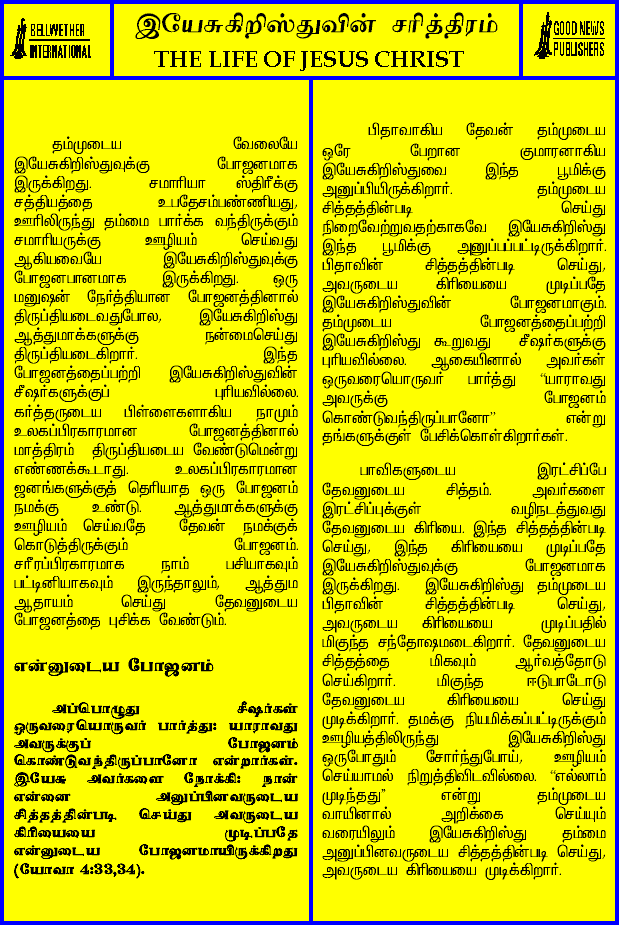 BELLWETHER
INTERNATIONAL
இயேசுகிறிஸ்துவின் சரித்திரம்
THE LIFE OF JESUS CHRIST
GOOD NEWS
PUBLISHERS
தம்முடைய வேலையே
இயேசுகிறிஸ்துவுக்கு போஜனமாக
இருக்கிறது. சமாரியா ஸ்திரீக்கு
சத்தியத்தை உபதேசம்பண்ணியது,
ஊரிலிருந்து தம்மை பார்க்க வந்திருக்கும்
சமாரியருக்கு ஊழியம் செய்வது
ஆகியவையே இயேசுகிறிஸ்துவுக்கு
போஜனபானமாக இருக்கிறது. ஒரு
மனுஷன் நேர்த்தியான போஜனத்தினால்
திருப்தியடைவதுபோல, இயேசுகிறிஸ்து
ஆத்துமாக்களுக்கு நன்மைசெய்து
திருப்தியடைகிறார். இந்த
போஜனத்தைப்பற்றி இயேசுகிறிஸ்துவின்
சீஷர்களுக்குப் புரியவில்லை.
கர்த்தருடைய பிள்ளைகளாகிய நாமும்
உலகப்பிரகாரமான போஜனத்தினால்
மாத்திரம் திருப்தியடைய வேண்டுமென்று
எண்ணக்கூடாது. உலகப்பிரகாரமான
ஜனங்களுக்குத் தெரியாத ஒரு போஜனம்
நமக்கு உண்டு. ஆத்துமாக்களுக்கு
ஊழியம் செய்வதே தேவன் நமக்குக்
கொடுத்திருக்கும் போஜனம்.
சரீரப்பிரகாரமாக நாம் பசியாகவும்
பட்டினியாகவும் இருந்தாலும், ஆத்தும
ஆதாயம் செய்து தேவனுடைய
போஜனத்தை புசிக்க வேண்டும்.
என்னுடைய போஜனம்
அப்பொழுது சீஷர்கள்
ஒருவரையொருவர் பார்த்து: யாராவது
அவருக்குப் போஜனம்
கொண்டுவந்திருப்பானோ என்றார்கள்.
இயேசு அவர்களை நோக்கி: நான்
என்னை அனுப்பினவருடைய
சித்தத்தின்படி செய்து அவருடைய
கிரியையை முடிப்பதே
என்னுடைய போஜனமாயிருக்கிறது
(யோவா 4:33,34).
பிதாவாகிய தேவன் தம்முடைய
ஒரே பேறான குமாரனாகிய
இயேசுகிறிஸ்துவை இந்த பூமிக்கு
அனுப்பியிருக்கிறார். தம்முடைய
சித்தத்தின்படி செய்து
நிறைவேற்றுவதற்காகவே இயேசுகிறிஸ்து
இந்த பூமிக்கு அனுப்பப்பட்டிருக்கிறார்.
பிதாவின் சித்தத்தின்படி செய்து,
அவருடைய கிரியையை முடிப்பதே
இயேசுகிறிஸ்துவின் போஜனமாகும்.
தம்முடைய போஜனத்தைப்பற்றி
இயேசுகிறிஸ்து கூறுவது சீஷர்களுக்கு
புரியவில்லை. ஆகையினால் அவர்கள்
ஒருவரையொருவர் பார்த்து “யாராவது
அவருக்கு போஜனம்
கொண்டுவந்திருப்பானோ” என்று
தங்களுக்குள் பேசிக்கொள்கிறார்கள்.
பாவிகளுடைய இரட்சிப்பே
தேவனுடைய சித்தம். அவர்களை
இரட்சிப்புக்குள் வழிநடத்துவது
தேவனுடைய கிரியை. இந்த சித்தத்தின்படி
செய்து, இந்த கிரியையை முடிப்பதே
இயேசுகிறிஸ்துவுக்கு போஜனமாக
இருக்கிறது. இயேசுகிறிஸ்து தம்முடைய
பிதாவின் சித்தத்தின்படி செய்து,
அவருடைய கிரியையை முடிப்பதில்
மிகுந்த சந்தோஷமடைகிறார். தேவனுடைய
சித்தத்தை மிகவும் ஆர்வத்தோடு
செய்கிறார். மிகுந்த ஈடுபாடோடு
தேவனுடைய கிரியையை செய்து
முடிக்கிறார். தமக்கு நியமிக்கப்பட்டிருக்கும்
ஊழியத்திலிருந்து இயேசுகிறிஸ்து
ஒருபோதும் சோர்ந்துபோய், ஊழியம்
செய்யாமல் நிறுத்திவிடவில்லை. “எல்லாம்
முடிந்தது” என்று தம்முடைய
வாயினால் அறிக்கை செய்யும்
வரையிலும் இயேசுகிறிஸ்து தம்மை
அனுப்பினவருடைய சித்தத்தின்படி செய்து,
அவருடைய கிரியையை முடிக்கிறார்.